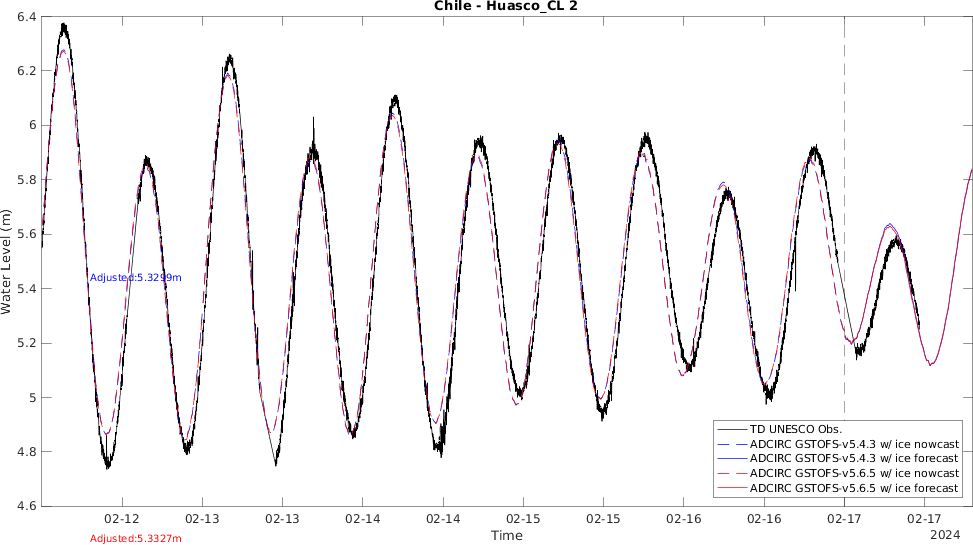 Chile - Huasco_CL 2
6.4
6.2
6
5.8
5.6
5.4
5.2
5
4.8
4.6
Water Level (m)
Adjusted:5.3299m
TD UNESCO Obs.
ADCIRC GSTOFS-v5.4.3 w/ ice nowcast
ADCIRC GSTOFS-v5.4.3 w/ ice forecast
ADCIRC GSTOFS-v5.6.5 w/ ice nowcast
ADCIRC GSTOFS-v5.6.5 w/ ice forecast
02-12 02-13 02-13 02-14 02-14 02-15 02-15 02-16 02-16 02-17 02-17
Time
2024
Adjusted:5.3327m